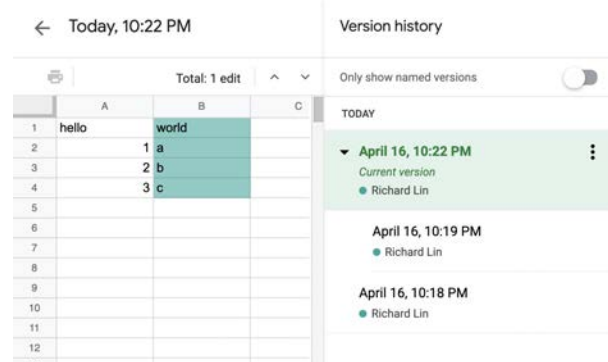 Today, 10:22 PM
Total: 1 edit
A B C
1 hello world
2 1 a
3 2 b
4 3 c
5
6
7
8
9
10
11
12
Version history
Only show named versions
TODAY
April 16, 10:22 PM
Current version
Richard Lin
April 16, 10:19 PM
Richard Lin
April 16, 10:18 PM
Richard Lin